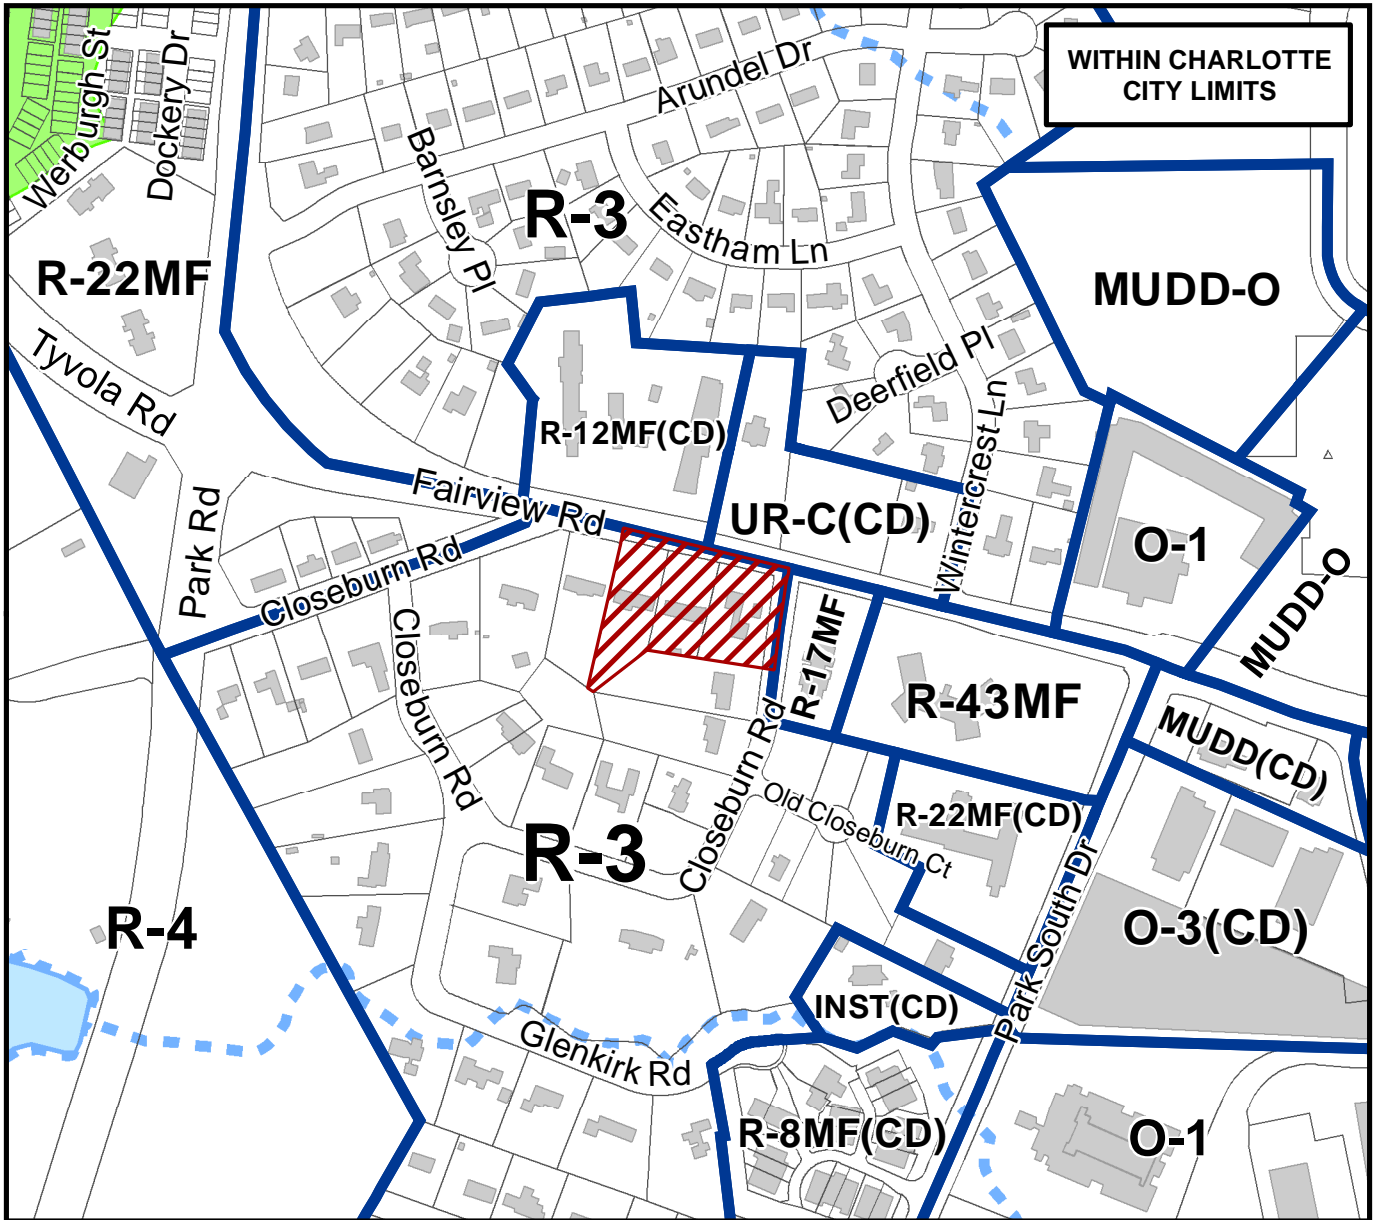 WITHIN CHARLOTTE
CITY LIMITS
Werburgh St
Dockery Dr
Arundel Dr
Barnsley Pl
R-3
Eastham Ln
R-22MF
MUDD-O
Tyvola Rd
Deerfield Pl
R-12MF(CD)
Wintercrest Ln
Fairview Rd
UR-C(CD)
O-1
Park Rd
Closeburn Rd
MUDD-O
R-17MF
Closeburn Rd
R-43MF
MUDD(CD)
Closeburn Rd
Old Closeburn Ct
R-22MF(CD)
R-3
R-4
Park South Dr
O-3(CD)
INST(CD)
Glenkirk Rd
R-8MF(CD)
O-1